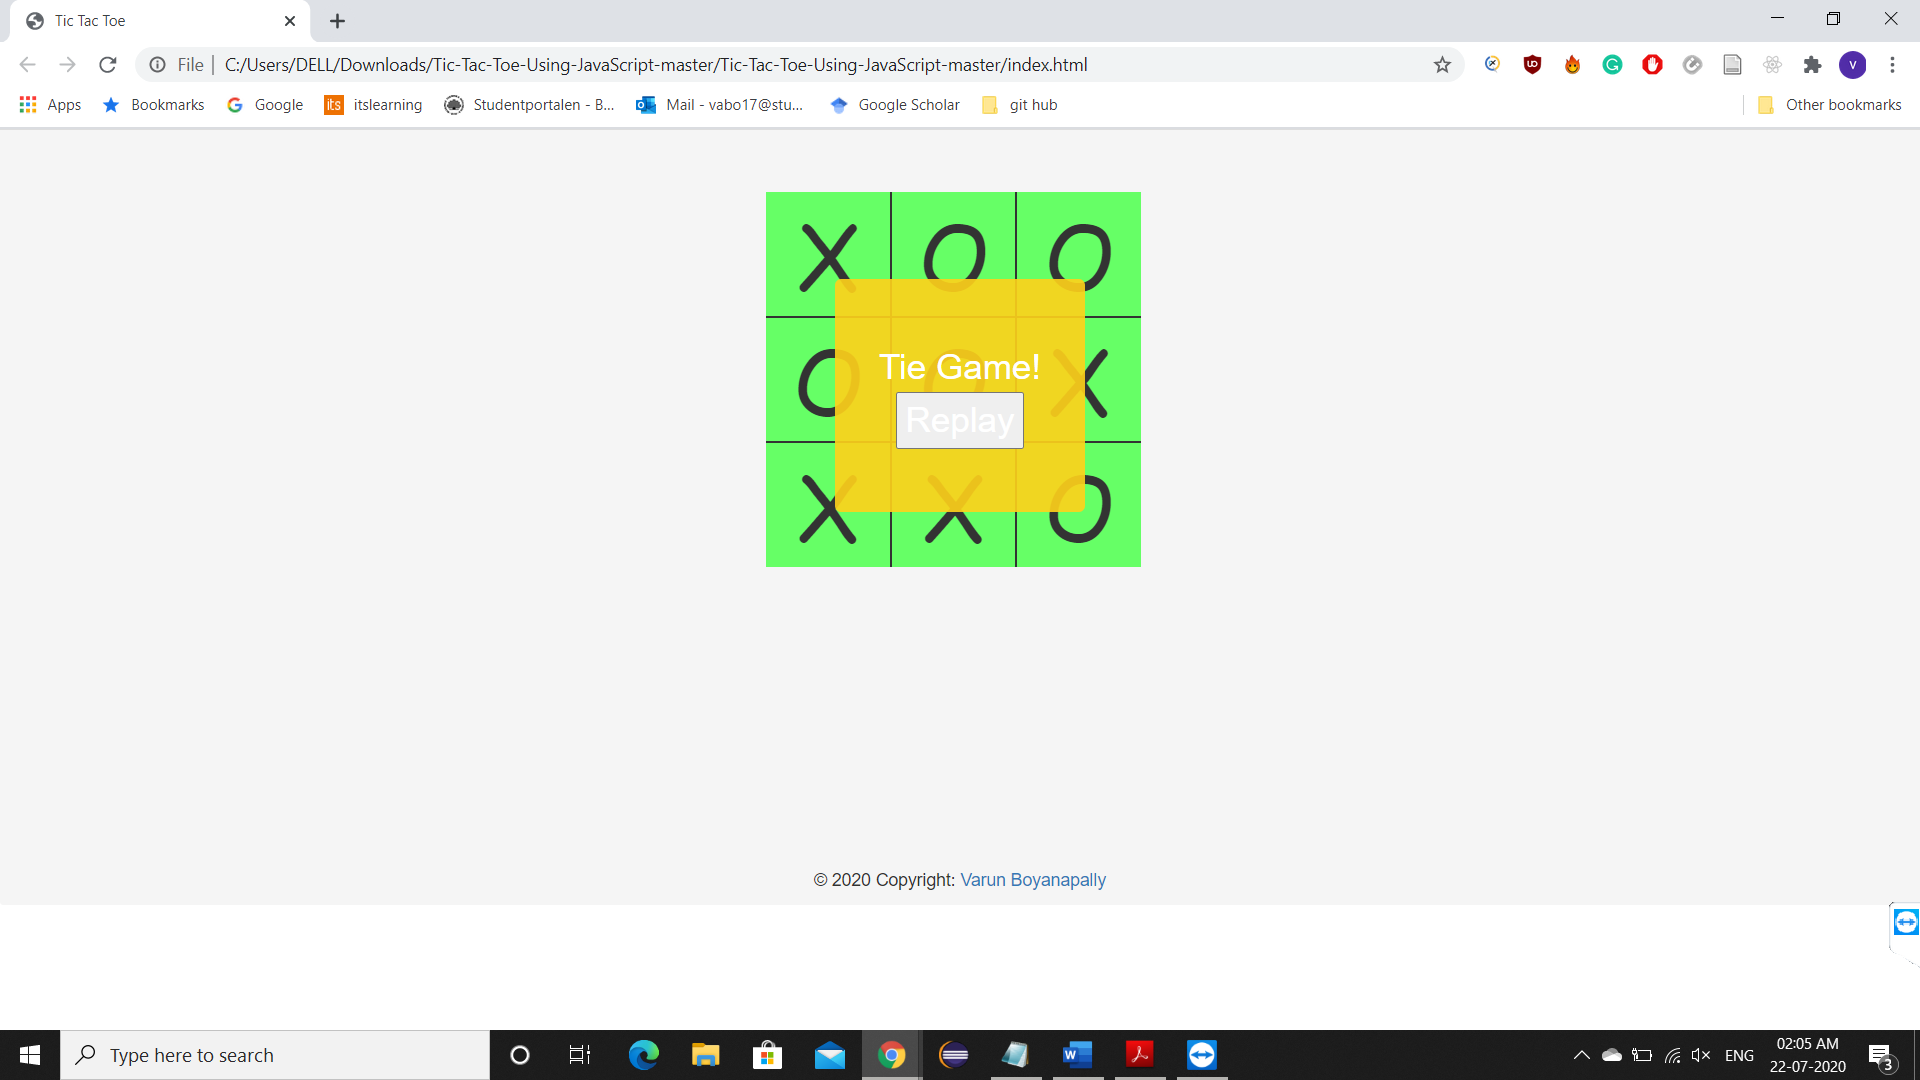 Tic Tac Toe
File | C:/Users/DELL/Downloads/Tic-Tac-Toe-Using-JavaScript-master/Tic-Tac-Toe-Using-JavaScript-master/index.html
V
Apps Bookmarks Google its itslearning Studentportalen - B... Mail - vabo17@stu... Google Scholar git hub Other bookmarks
X O O
Tie Game!
O O X
Replay
X X O
© 2020 Copyright: Varun Boyanapally
Type here to search
ENG
02:05 AM
22-07-2020
3